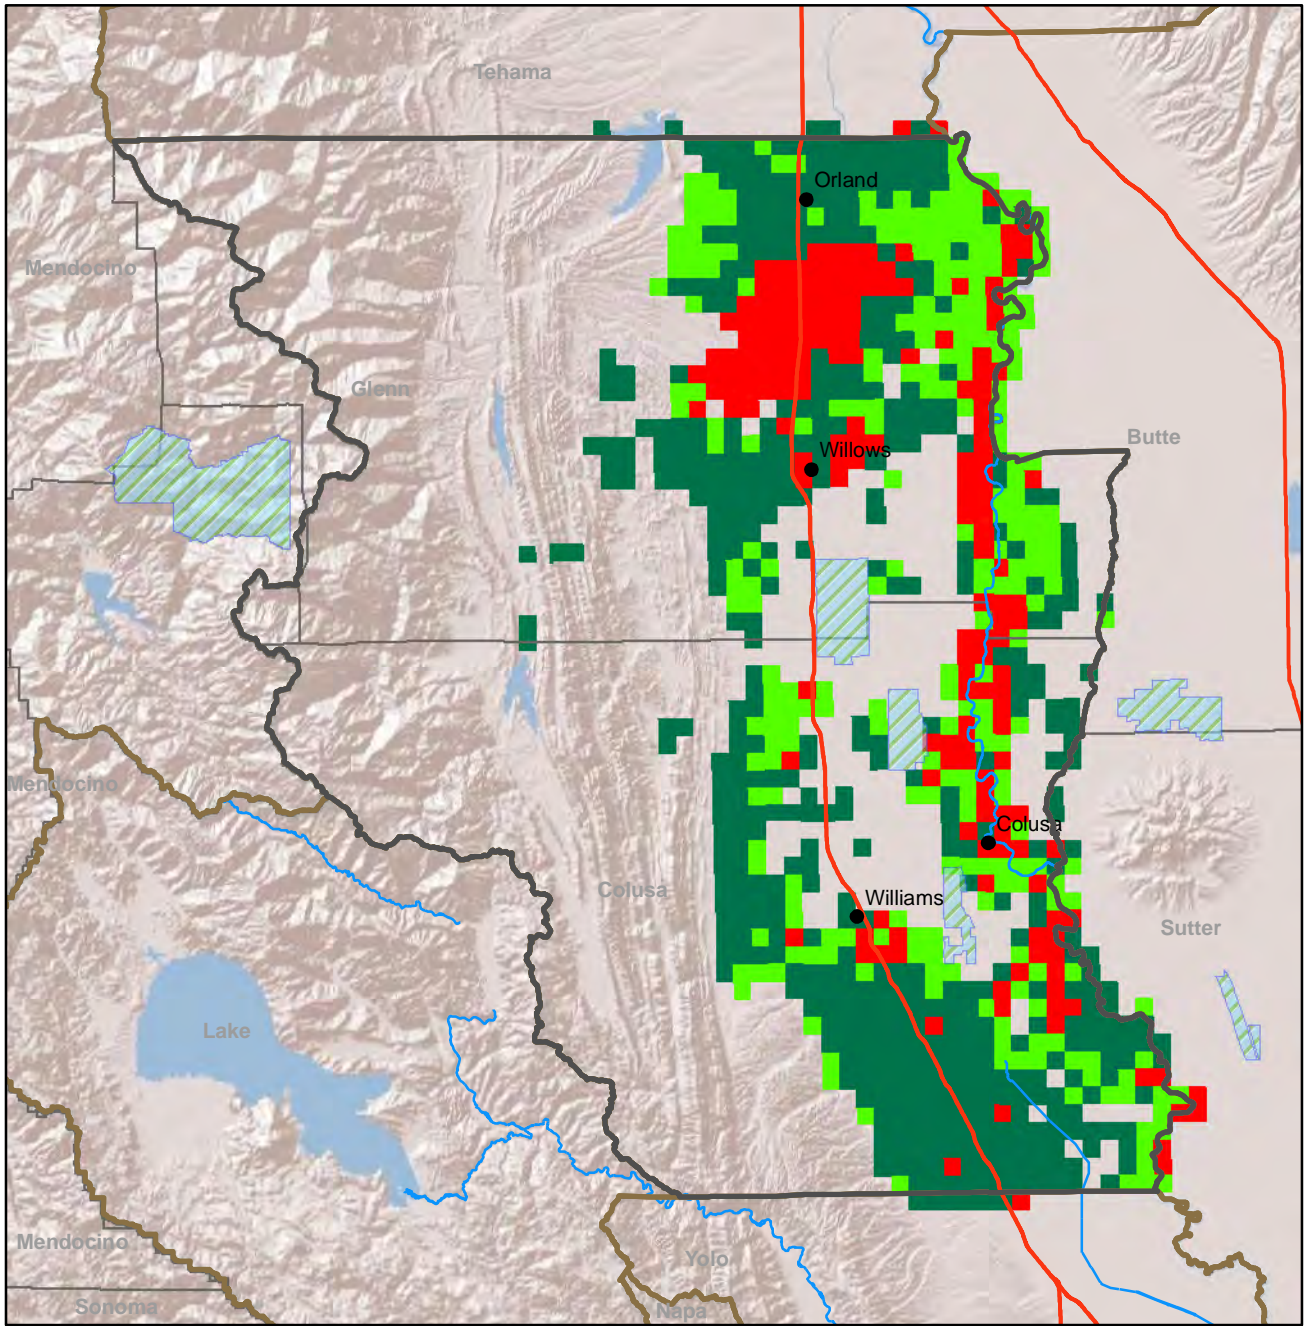 Tehama
Orland
Mendocino
Glenn
Butte
Willows
Mendocino
Colusa
Williams
Colusa
Sutter
Lake
Mendocino
Yolo
Sonoma
Napa